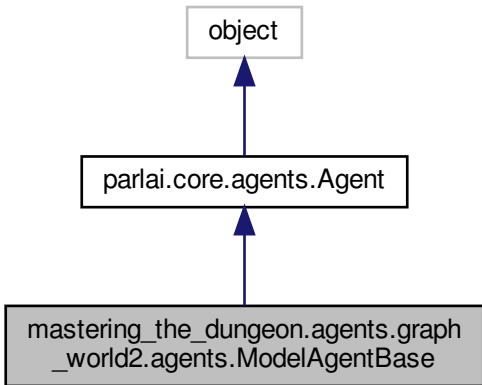 object
parlai.core.agents.Agent
mastering_the_dungeon.agents.graph
_world2.agents.ModelAgentBase